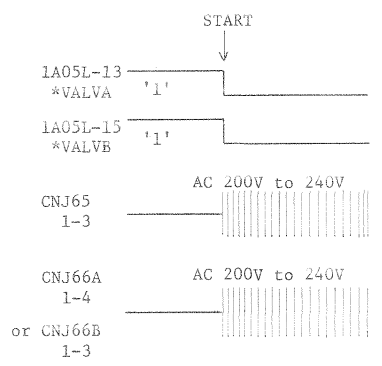 START
1A05L-13
*VALVA '1'
1A05L-15
*VALVB '1'
AC 200V to 240V
CNJ65
1-3
CNJ66A AC 200V to 240V
1-4
or CNJ66B
1-3